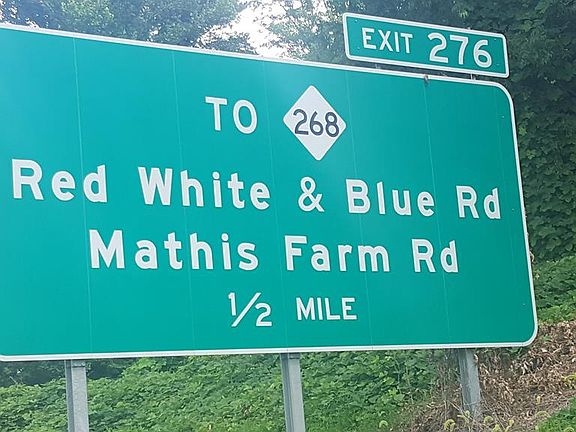 EXIT 276
TO 268
Red White & Blue Rd
Mathis Farm Rd
1/2 MILE